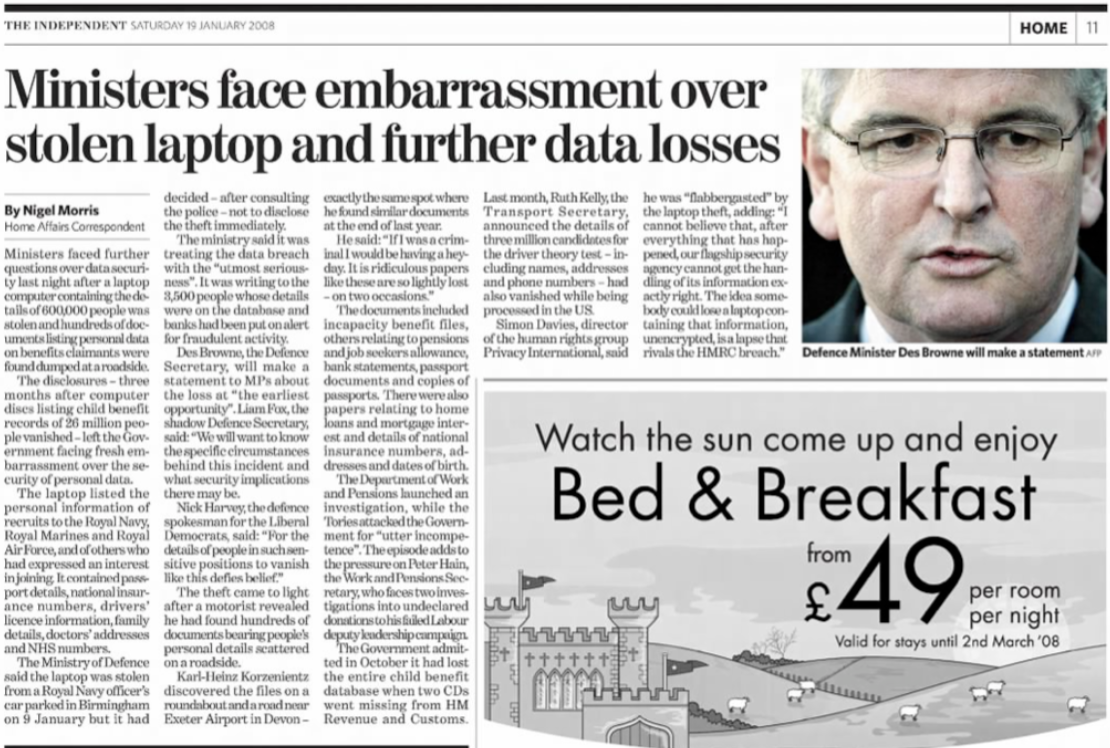 THE INDEPENDENT SATURDAY 19 JANUARY 2008
HOME 11
Ministers face embarrassment over
stolen laptop and further data losses
By Nigel Morris
Home Affairs Correspondent
Ministers faced further
questions over data securi-
ty last night after a laptop
computer containing the de-
tails of 600,000 people was
stolen and hundreds of doc-
uments listing personal data
on benefits claimants were
found dumped at a roadside.
The disclosures – three
months after computer
discs listing child benefit
records of 26 million peo-
ple vanished – left the Gov-
ernment facing fresh em-
barrassment over the se-
curity of personal data.
The laptop listed the
personal information of
recruits to the Royal Navy,
Royal Marines and Royal
Air Force, and of others who
had expressed an interest
in joining. It contained pass-
port details, national insur-
ance numbers, drivers'
licence information, family
details, doctors' addresses
and NHS numbers.
The Ministry of Defence
said the laptop was stolen
from a Royal Navy officer's
car parked in Birmingham
on 9 January but it had
decided – after consulting
the police – not to disclose
the theft immediately.
The ministry said it was
treating the data breach
with the "utmost serious-
ness". It was writing to the
3,500 people whose details
were on the database and
banks had been put on alert
for fraudulent activity.
Des Browne, the Defence
Secretary, will make a
statement to MPs about
the loss at "the earliest
opportunity". Liam Fox, the
shadow Defence Secretary,
said: "We will want to know
the specific circumstances
behind this incident and
what security implications
there may be.
Nick Harvey, the defence
spokesman for the Liberal
Democrats, said: "For the
details of people in such sen-
sitive positions to vanish
like this defies belief."
The theft came to light
after a motorist revealed
he had found hundreds of
documents bearing people's
personal details scattered
on a roadside.
Karl-Heinz Korzenietz
discovered the files on a
roundabout and a road near
Exeter Airport in Devon –
exactly the same spot where
he found similar documents
at the end of last year.
He said: "If I was a crim-
inal I would be having a hey-
day. It is ridiculous papers
like these are so lightly lost
– on two occasions."
The documents included
incapacity benefit files,
others relating to pensions
and job seekers allowance,
bank statements, passport
documents and copies of
passports. There were also
papers relating to home
loans and mortgage inter-
est and details of national
insurance numbers, ad-
dresses and dates of birth.
The Department of Work
and Pensions launched an
investigation, while the
Tories attacked the Govern-
ment for "utter incompe-
tence". The episode adds to
the pressure on Peter Hain,
the Work and Pensions Sec-
retary, who faces two inves-
tigations into undeclared
donations to his failed Labour
deputy leadership campaign.
The Government admit-
ted in October it had lost
the entire child benefit
database when two CDs
went missing from HM
Revenue and Customs.
Last month, Ruth Kelly, the
Transport Secretary,
announced the details of
three million candidates for
the driver theory test – in-
cluding names, addresses
and phone numbers – had
also vanished while being
processed in the US.
Simon Davies, director
of the human rights group
Privacy International, said
he was "flabbergasted" by
the laptop theft, adding: "I
cannot believe that, after
everything that has hap-
pened, our flagship security
agency cannot get the han-
dling of its information ex-
actly right. The idea some-
body could lose a laptop con-
taining that information,
unencrypted, is a lapse that
rivals the HMRC breach."
Defence Minister Des Browne will make a statement AFP
Watch the sun come up and enjoy
Bed & Breakfast
from
£49 per room
per night
Valid for stays until 2nd March '08